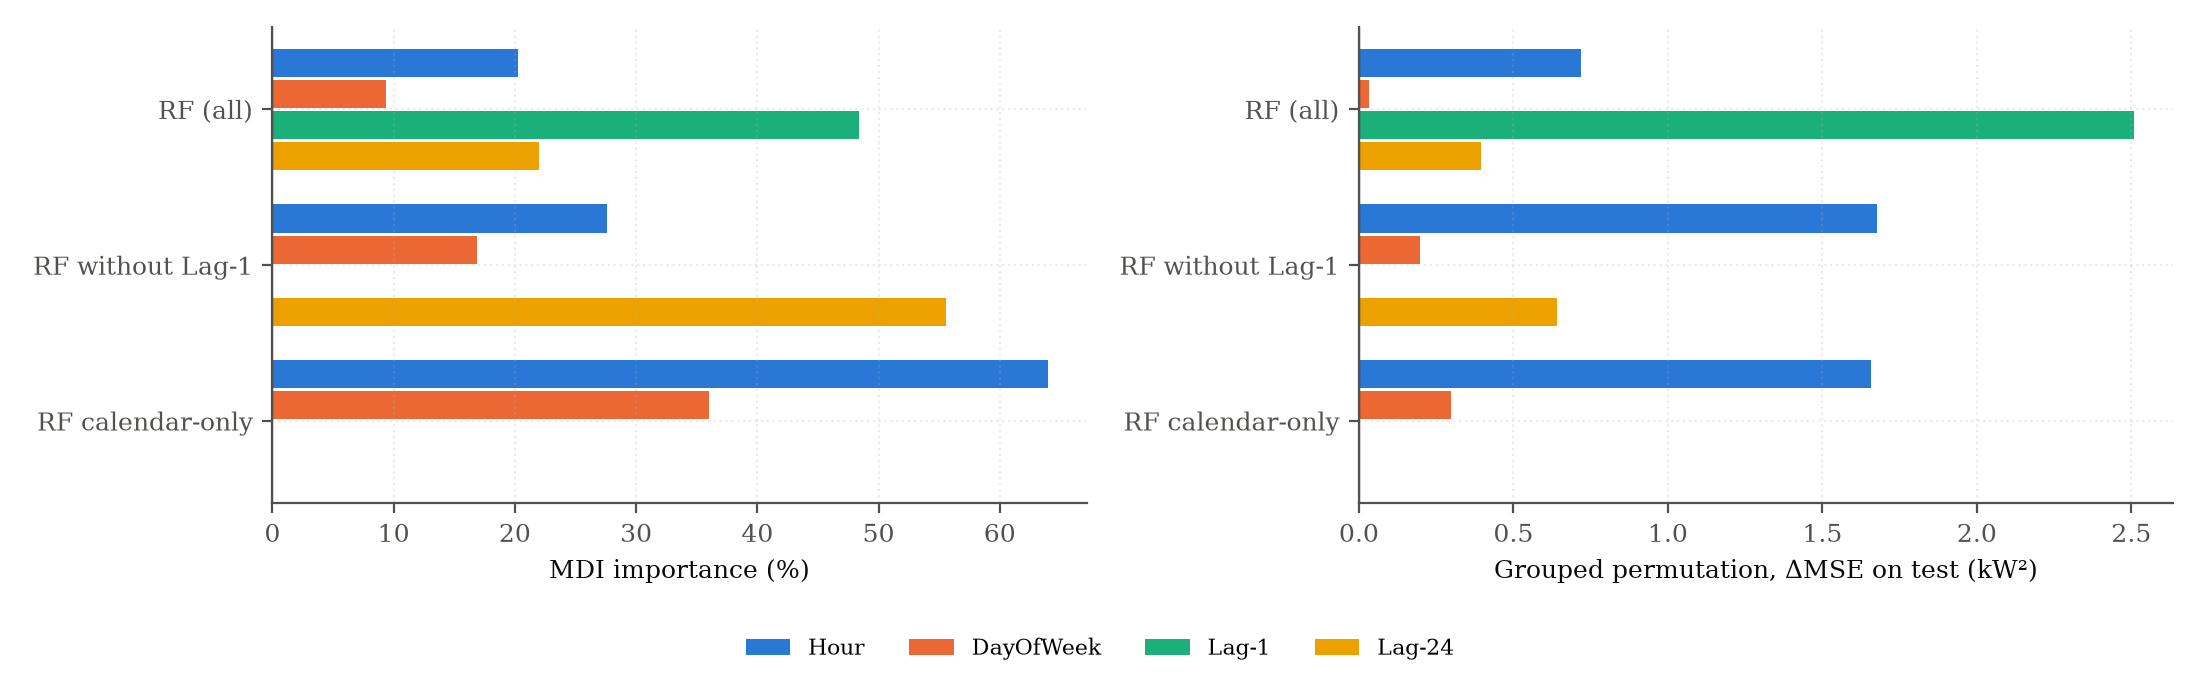 RF (all)
RF without Lag-1
RF calendar-only
0 10 20 30 40 50 60
MDI importance (%)
RF (all)
RF without Lag-1
RF calendar-only
0.0 0.5 1.0 1.5 2.0 2.5
Grouped permutation, ΔMSE on test (kW²)
Hour DayOfWeek Lag-1 Lag-24